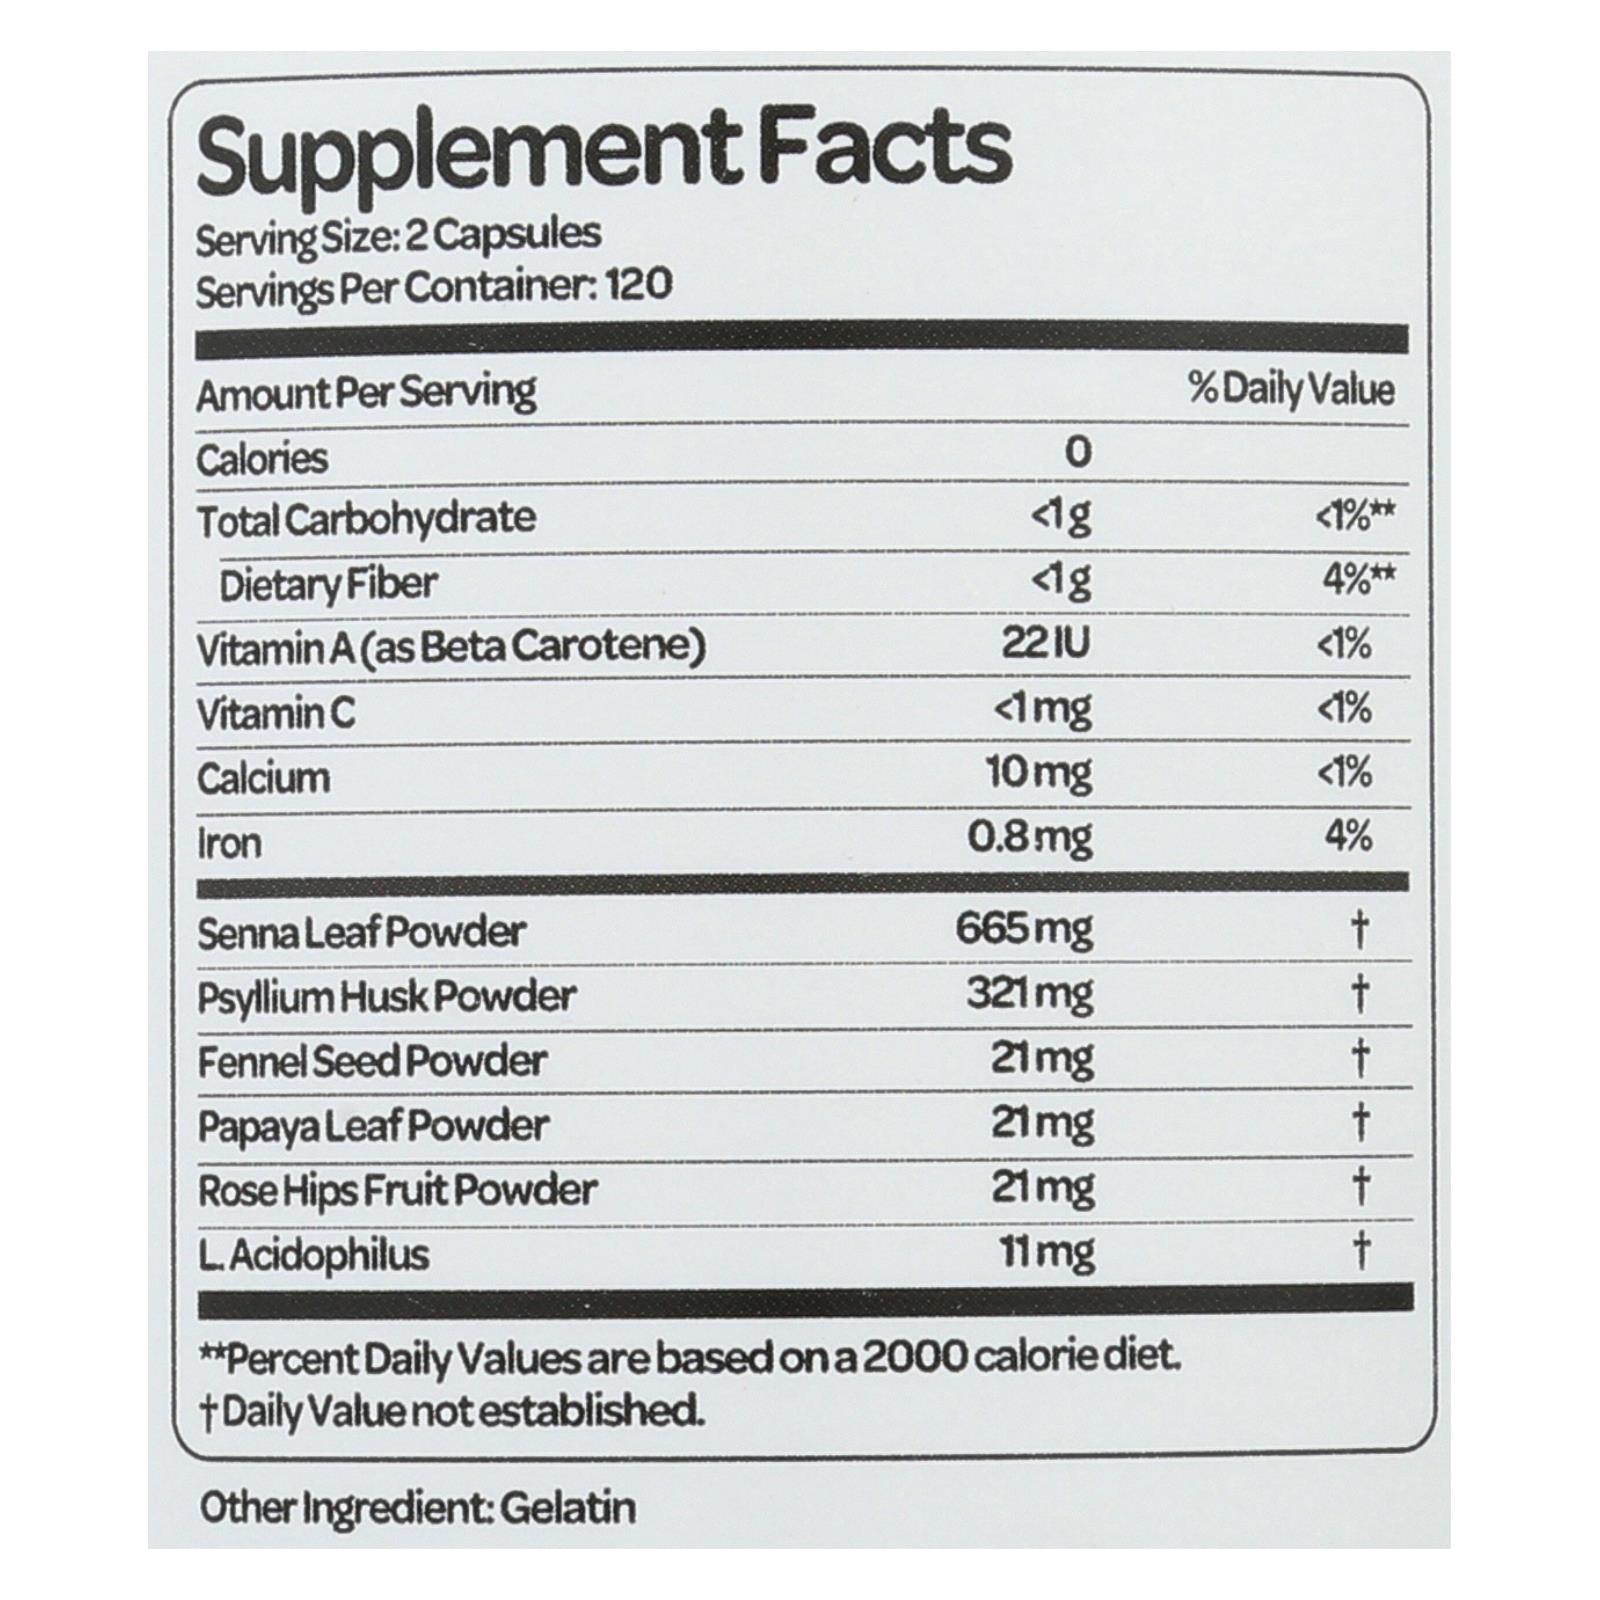 Supplement Facts
Serving Size: 2 Capsules
Servings Per Container: 120
Amount Per Serving % Daily Value
Calories 0
Total Carbohydrate <1 g <1%**
Dietary Fiber <1 g 4%**
Vitamin A (as Beta Carotene) 22 IU <1%
Vitamin C <1 mg <1%
Calcium 10 mg <1%
Iron 0.8 mg 4%
Senna Leaf Powder 665 mg †
Psyllium Husk Powder 321 mg †
Fennel Seed Powder 21 mg †
Papaya Leaf Powder 21 mg †
Rose Hips Fruit Powder 21 mg †
L. Acidophilus 11 mg †
**Percent Daily Values are based on a 2000 calorie diet.
† Daily Value not established.
Other Ingredient: Gelatin